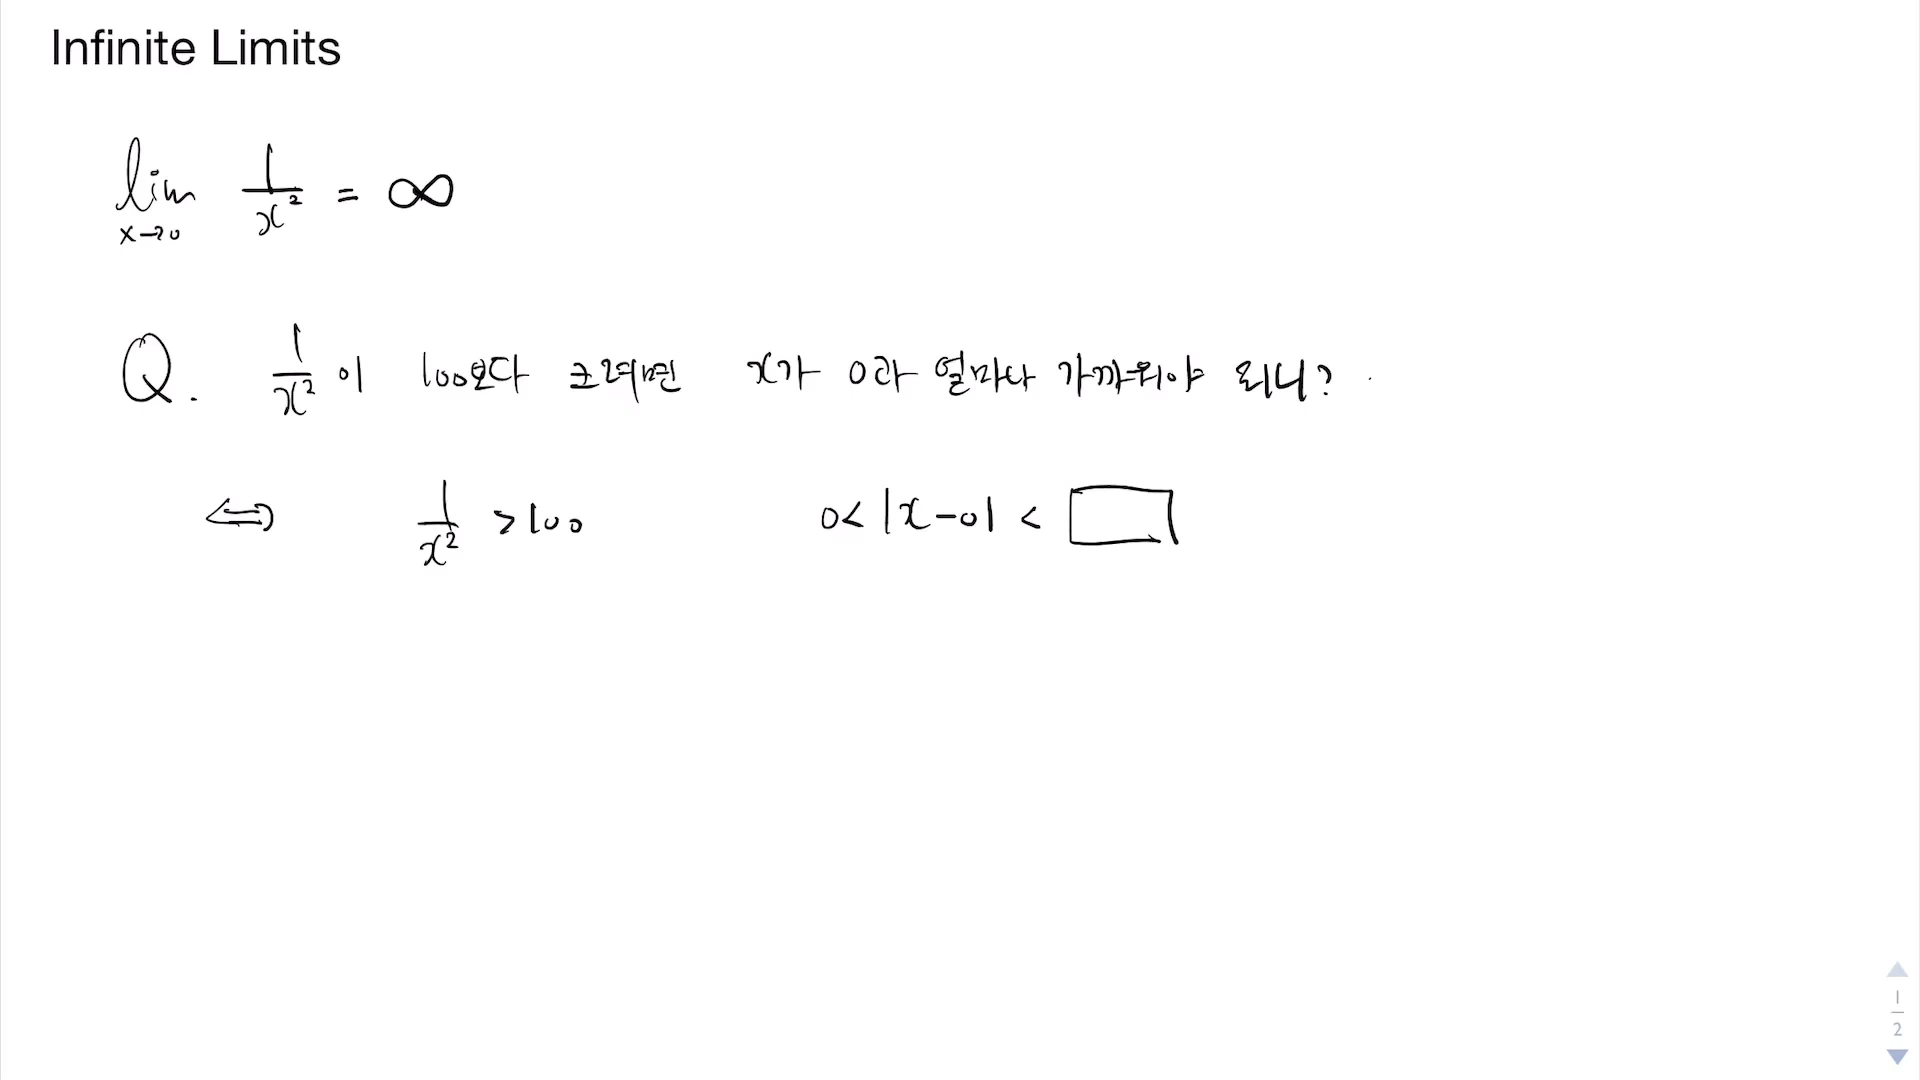 Infinite Limits
lim x→0 1/x² = ∞
Q. 1/x² 이 100보다 크려면 x가 0과 얼마나 가까워야 되니?
⇔ 1/x² > 100 0 < |x-0| < □
1
2